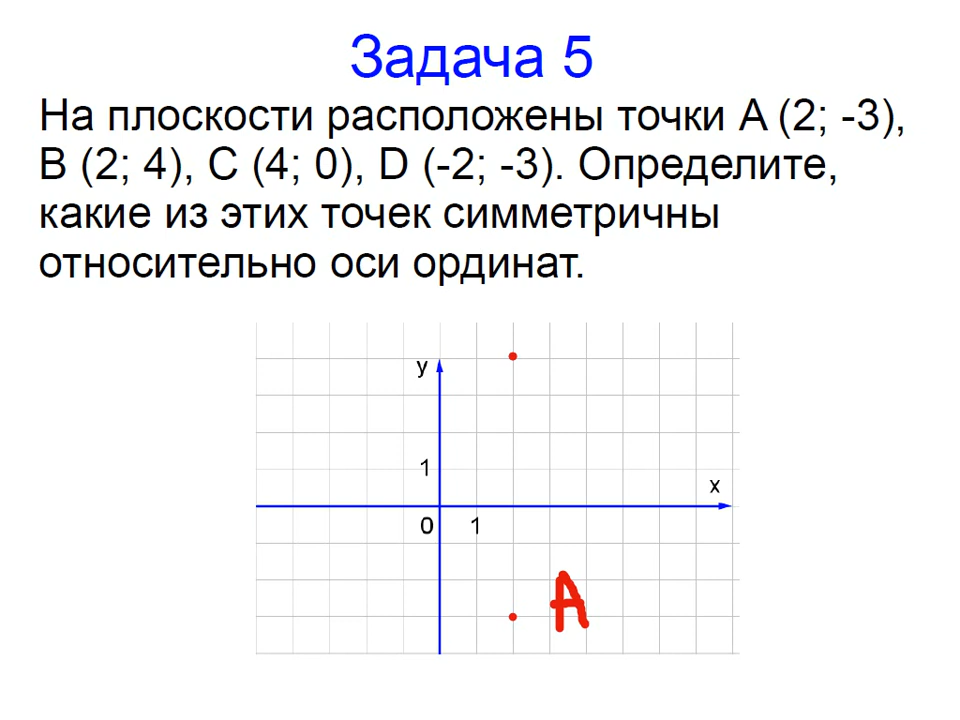 Задача 5
На плоскости расположены точки А (2; -3),
В (2; 4), С (4; 0), D (-2; -3). Определите,
какие из этих точек симметричны
относительно оси ординат.
у
1
х
0 1
А